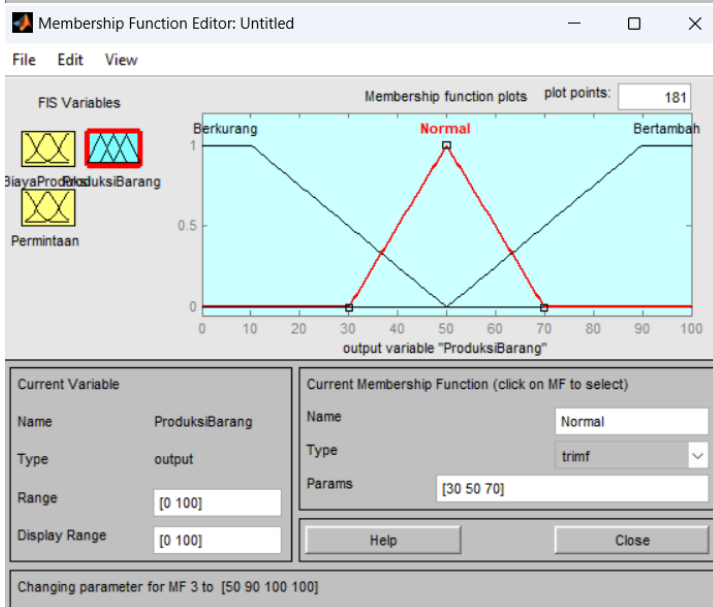 Membership Function Editor: Untitled
File Edit View
FIS Variables
Membership function plots plot points: 181
Berkurang Normal Bertambah
BiayaProduksi ProduksiBarang
Permintaan
1
0.5
0
0 10 20 30 40 50 60 70 80 90 100
output variable "ProduksiBarang"
Current Variable
Name ProduksiBarang
Type output
Range [0 100]
Display Range [0 100]
Current Membership Function (click on MF to select)
Name Normal
Type trimf
Params [30 50 70]
Help Close
Changing parameter for MF 3 to [50 90 100 100]